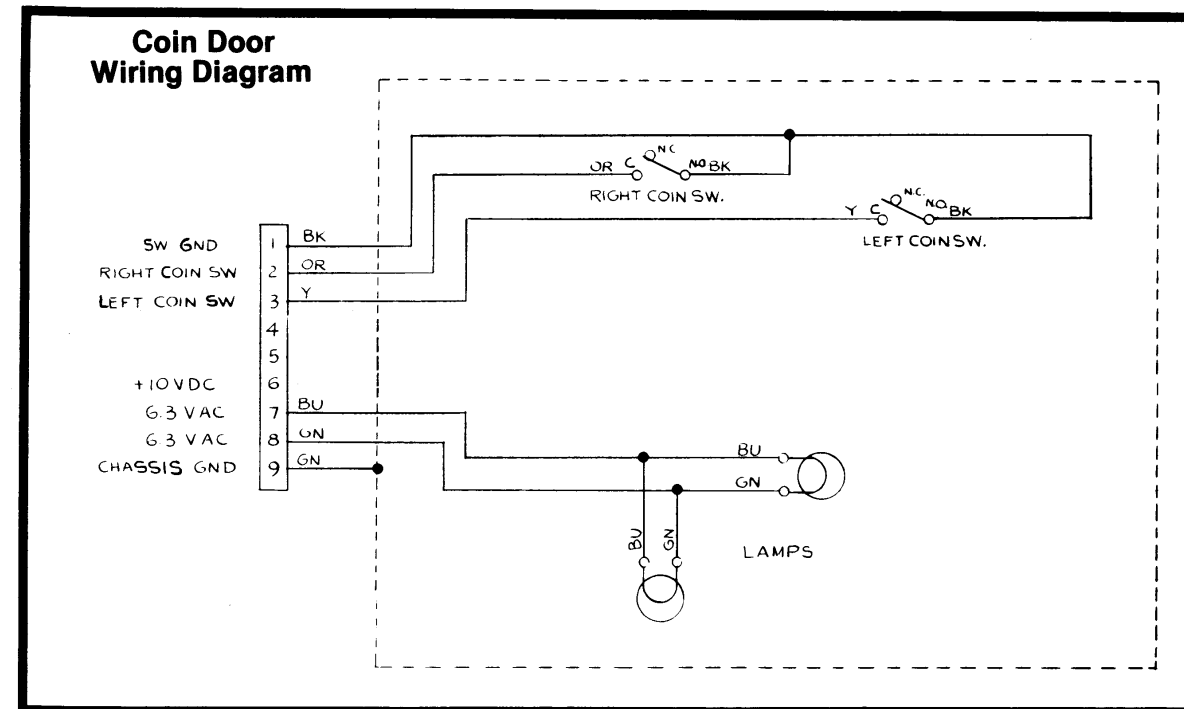 Coin Door
Wiring Diagram
N.C.
OR C N.O. BK
RIGHT COIN SW.
N.C.
Y C N.O. BK
LEFT COIN SW.
SW GND 1 BK
RIGHT COIN SW 2 OR
LEFT COIN SW 3 Y
4
5
+10VDC 6
6.3 VAC 7 BU
6.3 VAC 8 GN
CHASSIS GND 9 GN
BU
GN
BU GN
LAMPS